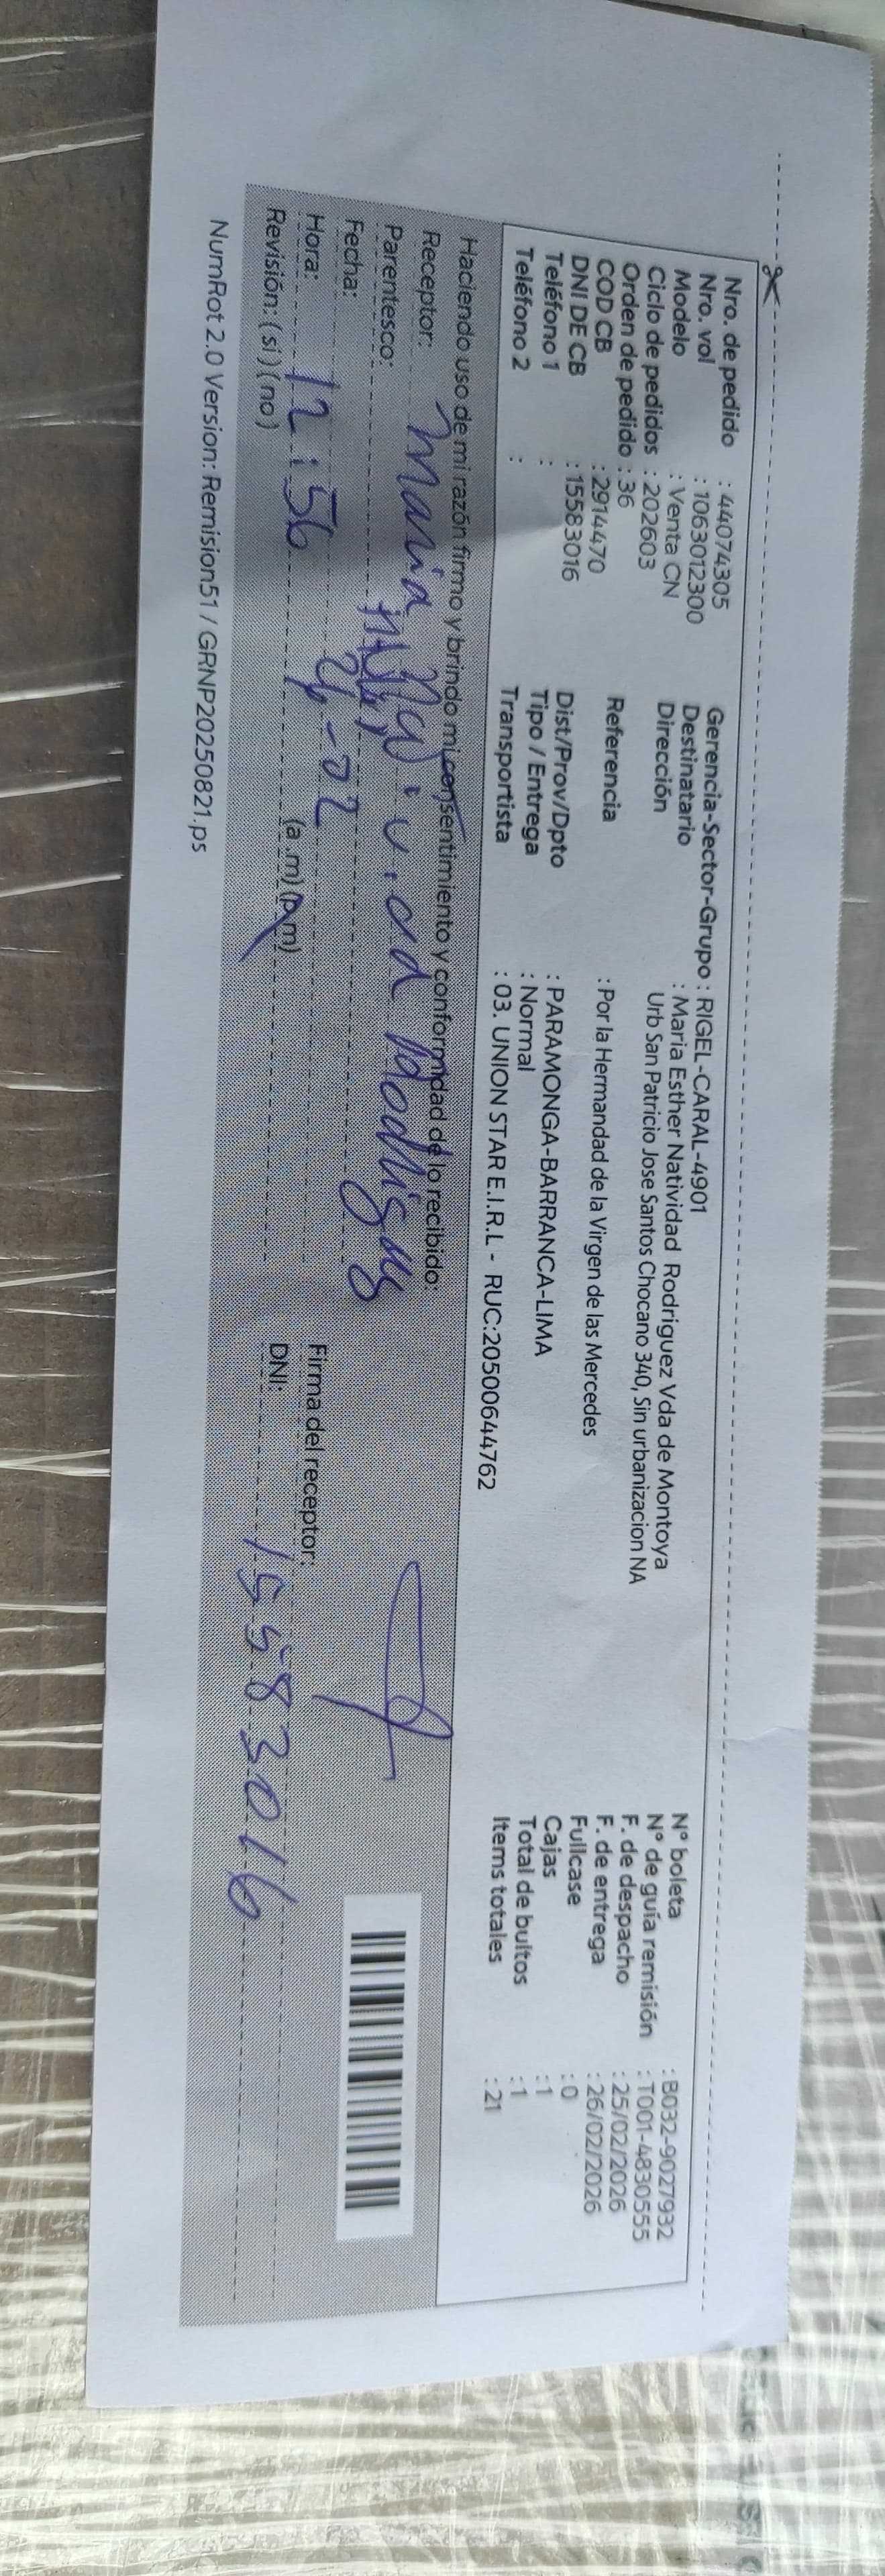 Nro. de pedido : 44074305
Nro. vol : 1063012300
Modelo : Venta CN
Ciclo de pedidos : 202603
Orden de pedido : 36
COD CB : 2914470
DNI DE CB : 15583016
Teléfono 1 :
Teléfono 2 :
Gerencia-Sector-Grupo : RIGEL-CARAL-4901
Destinatario : Maria Esther Natividad Rodriguez Vda de Montoya
Dirección Urb San Patricio Jose Santos Chocano 340, Sin urbanizacion NA
Referencia : Por la Hermandad de la Virgen de las Mercedes
Dist/Prov/Dpto : PARAMONGA-BARRANCA-LIMA
Tipo / Entrega : Normal
Transportista : 03. UNION STAR E.I.R.L - RUC:20500644762
N° boleta : B032-9027932
N° de guía remisión : T001-4830555
F. de despacho : 25/02/2026
F. de entrega : 26/02/2026
Fullcase : 0
Cajas : 1
Total de bultos : 1
Items totales : 21
Haciendo uso de mi razón firmo y brindo mi consentimiento y conformidad de lo recibido:
Receptor: Maria
Parentesco:
Fecha:
Hora: 12:56 (a.m) (p.m)
Revisión: (si) (no)
Firma del receptor:
DNI: 15583016
NumRot 2.0 Version: Remision51 / GRNP20250821.ps